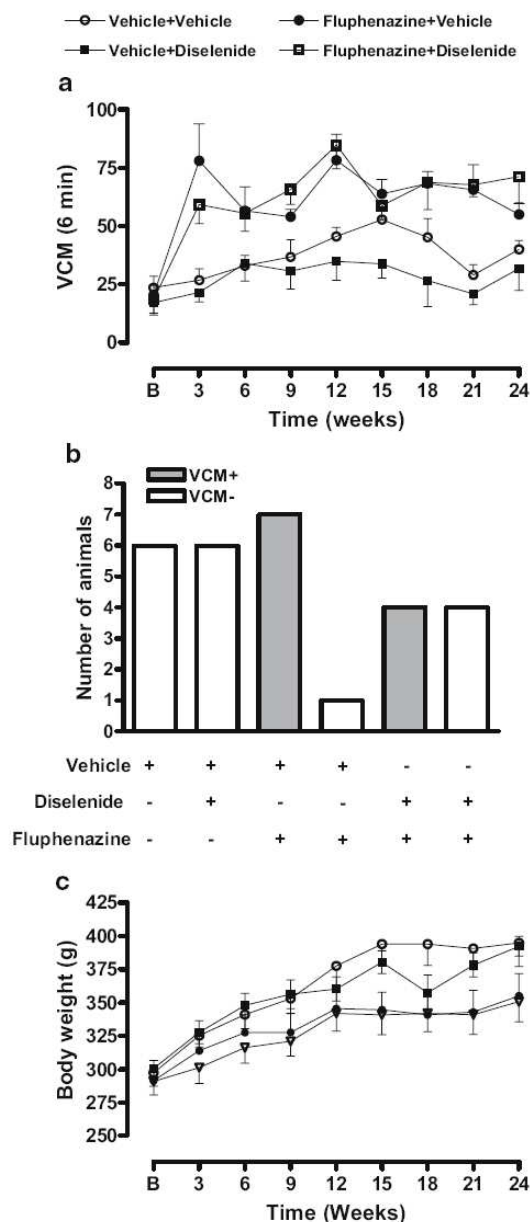 Vehicle+Vehicle Fluphenazine+Vehicle
Vehicle+Diselenide Fluphenazine+Diselenide
a
100
75
50
25
0
VCM (6 min)
B 3 6 9 12 15 18 21 24
Time (weeks)
b
VCM+
VCM-
8
7
6
5
4
3
2
1
0
Number of animals
Vehicle + + + + - -
Diselenide - + - - + +
Fluphenazine - - + + + +
c
425
400
375
350
325
300
275
250
Body weight (g)
B 3 6 9 12 15 18 21 24
Time (Weeks)